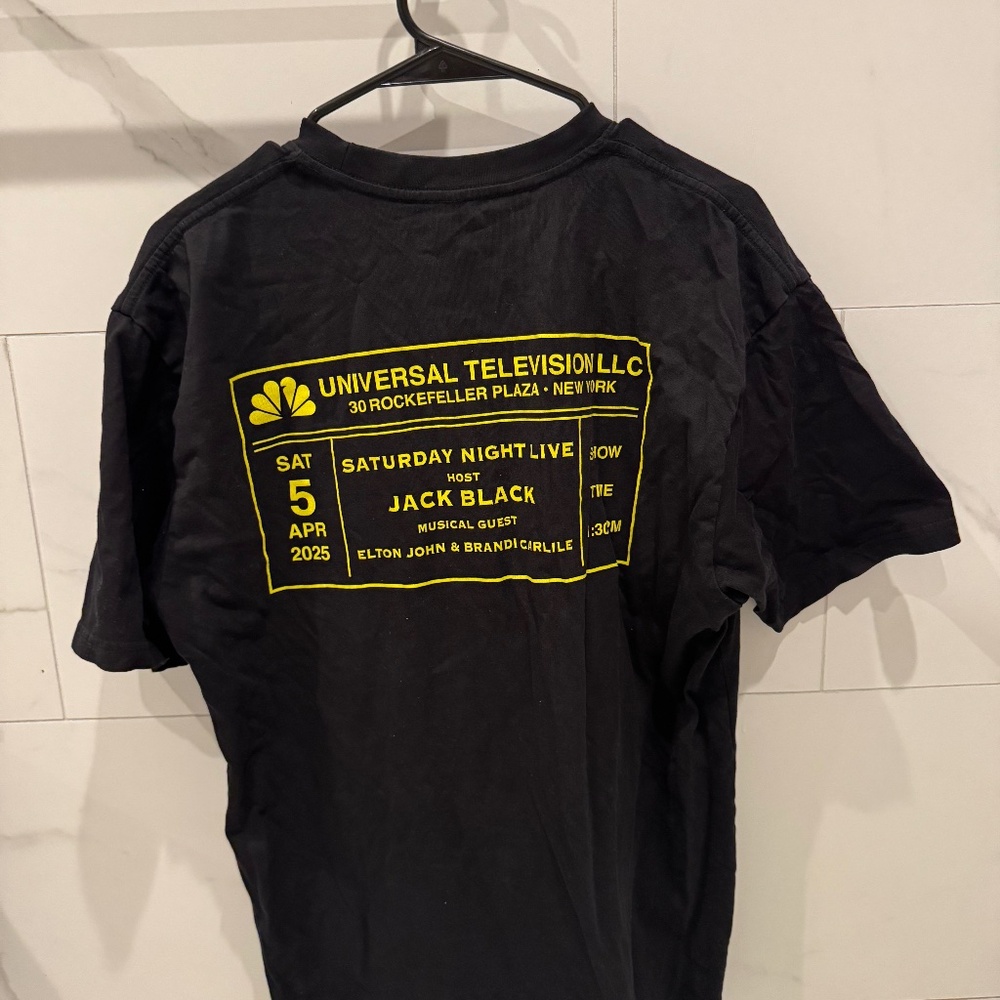 UNIVERSAL TELEVISION LLC
30 ROCKEFELLER PLAZA • NEW YORK
SAT
5
APR
2025
SATURDAY NIGHT LIVE
HOST
JACK BLACK
MUSICAL GUEST
ELTON JOHN & BRANDI CARLILE
SHOW
TIME